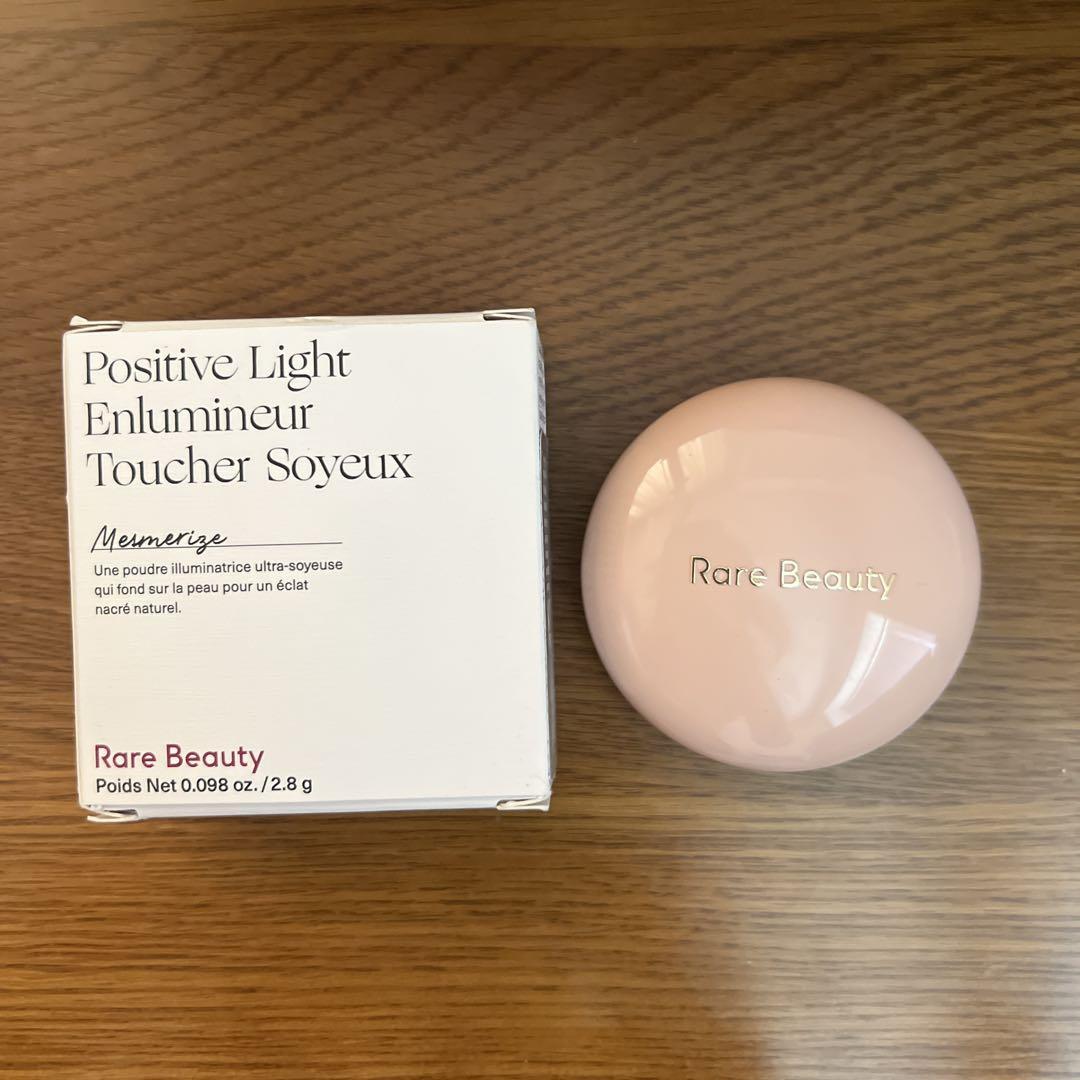 Positive Light
Enlumineur
Toucher Soyeux
Mesmerize
Une poudre illuminatrice ultra-soyeuse
qui fond sur la peau pour un éclat
nacré naturel.
Rare Beauty
Poids Net 0.098 oz. / 2.8 g
Rare Beauty